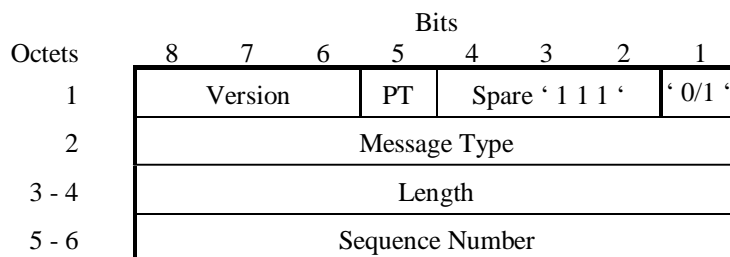 Bits
Octets 8 7 6 5 4 3 2 1
1 Version PT Spare ‘ 1 1 1 ‘ ‘ 0/1 ‘
2 Message Type
3 - 4 Length
5 - 6 Sequence Number